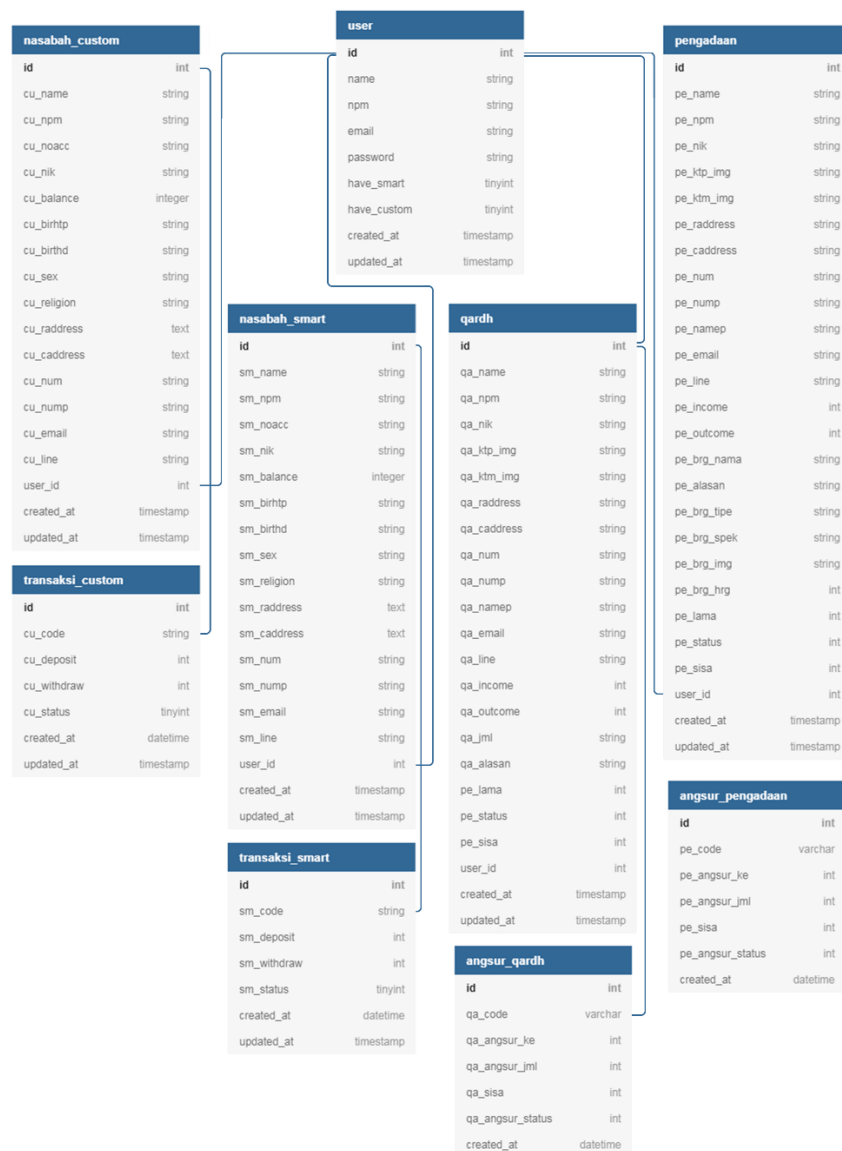 user
id int
name string
npm string
email string
password string
have_smart tinyint
have_custom tinyint
created_at timestamp
updated_at timestamp
nasabah_custom
id int
cu_name string
cu_npm string
cu_noacc string
cu_nik string
cu_balance integer
cu_birhtp string
cu_birthd string
cu_sex string
cu_religion string
cu_raddress text
cu_caddress text
cu_num string
cu_nump string
cu_email string
cu_line string
user_id int
created_at timestamp
updated_at timestamp
transaksi_custom
id int
cu_code string
cu_deposit int
cu_withdraw int
cu_status tinyint
created_at datetime
updated_at timestamp
nasabah_smart
id int
sm_name string
sm_npm string
sm_noacc string
sm_nik string
sm_balance integer
sm_birhtp string
sm_birthd string
sm_sex string
sm_religion string
sm_raddress text
sm_caddress text
sm_num string
sm_nump string
sm_email string
sm_line string
user_id int
created_at timestamp
updated_at timestamp
transaksi_smart
id int
sm_code string
sm_deposit int
sm_withdraw int
sm_status tinyint
created_at datetime
updated_at timestamp
qardh
id int
qa_name string
qa_npm string
qa_nik string
qa_ktp_img string
qa_ktm_img string
qa_raddress string
qa_caddress string
qa_num string
qa_nump string
qa_namep string
qa_email string
qa_line string
qa_income int
qa_outcome int
qa_jml string
qa_alasan string
pe_lama int
pe_status int
pe_sisa int
user_id int
created_at timestamp
updated_at timestamp
angsur_qardh
id int
qa_code varchar
qa_angsur_ke int
qa_angsur_jml int
qa_sisa int
qa_angsur_status int
created_at datetime
pengadaan
id int
pe_name string
pe_npm string
pe_nik string
pe_ktp_img string
pe_ktm_img string
pe_raddress string
pe_caddress string
pe_num string
pe_nump string
pe_namep string
pe_email string
pe_line string
pe_income int
pe_outcome int
pe_brg_nama string
pe_alasan string
pe_brg_tipe string
pe_brg_spek string
pe_brg_img string
pe_brg_hrg int
pe_lama int
pe_status int
pe_sisa int
user_id int
created_at timestamp
updated_at timestamp
angsur_pengadaan
id int
pe_code varchar
pe_angsur_ke int
pe_angsur_jml int
pe_sisa int
pe_angsur_status int
created_at datetime